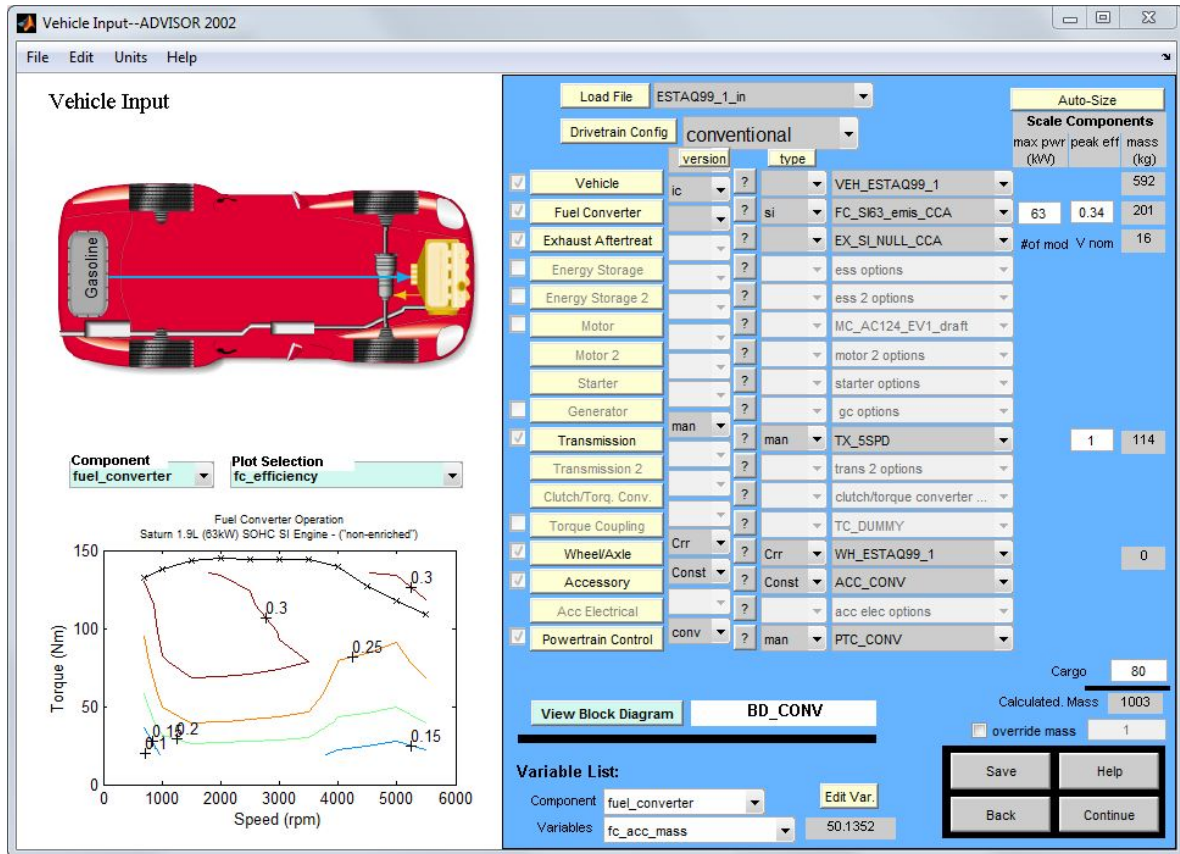 Vehicle Input--ADVISOR 2002
File Edit Units Help
Vehicle Input
Gasoline
Component Plot Selection
fuel_converter fc_efficiency
Fuel Converter Operation
Saturn 1.9L (63kW) SOHC SI Engine - ("non-enriched")
150
100
50
0
Torque (Nm)
0.3
0.3
0.25
0.15 0.2
0.1
0.15
0 1000 2000 3000 4000 5000 6000
Speed (rpm)
Load File ESTAQ99_1_in
Drivetrain Config conventional
Auto-Size
Scale Components
max pwr peak eff mass
(kW) (kg)
version type
Vehicle ic ? VEH_ESTAQ99_1 592
Fuel Converter ? si FC_SI63_emis_CCA 63 0.34 201
Exhaust Aftertreat ? EX_SI_NULL_CCA #of mod V nom 16
Energy Storage ? ess options
Energy Storage 2 ? ess 2 options
Motor ? MC_AC124_EV1_draft
Motor 2 ? motor 2 options
Starter ? starter options
Generator ? gc options
Transmission man ? man TX_5SPD 1 114
Transmission 2 ? trans 2 options
Clutch/Torq. Conv. ? clutch/torque converter ...
Torque Coupling ? TC_DUMMY
Wheel/Axle Crr ? Crr WH_ESTAQ99_1 0
Accessory Const ? Const ACC_CONV
Acc Electrical ? acc elec options
Powertrain Control conv ? man PTC_CONV
Cargo 80
Calculated. Mass 1003
override mass 1
View Block Diagram BD_CONV
Variable List:
Component fuel_converter Edit Var.
Variables fc_acc_mass 50.1352
Save Help
Back Continue